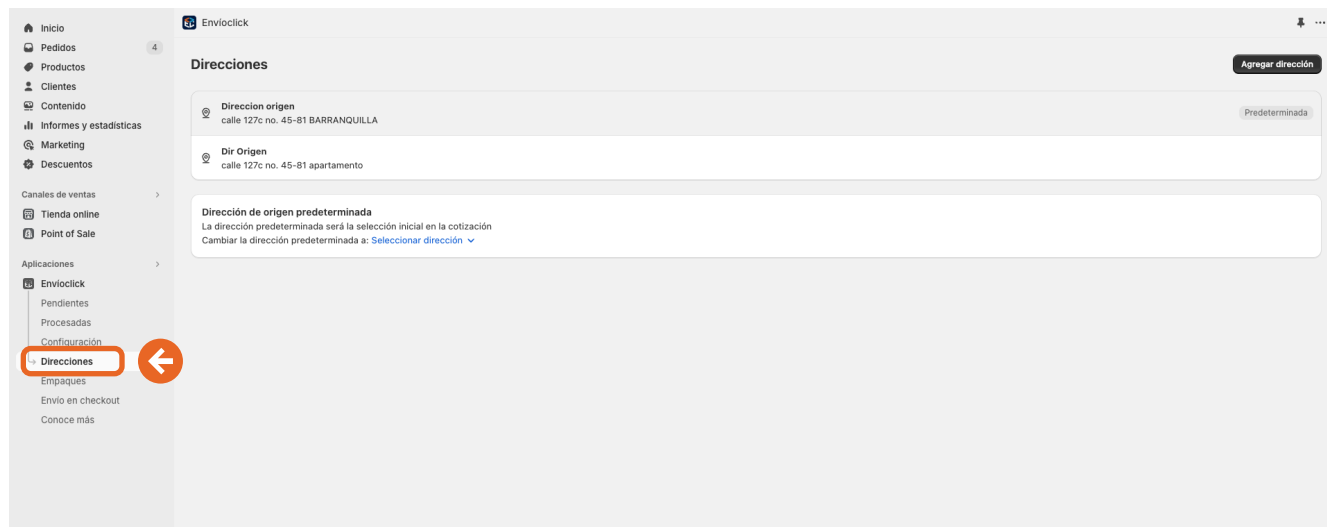 Inicio
Pedidos 4
Productos
Clientes
Contenido
Informes y estadísticas
Marketing
Descuentos
Canales de ventas
Tienda online
Point of Sale
Aplicaciones
Envíoclick
Pendientes
Procesadas
Configuración
Direcciones
Empaques
Envío en checkout
Conoce más
Envíoclick
Direcciones
Agregar dirección
Direccion origen
calle 127c no. 45-81 BARRANQUILLA
Predeterminada
Dir Origen
calle 127c no. 45-81 apartamento
Dirección de origen predeterminada
La dirección predeterminada será la selección inicial en la cotización
Cambiar la dirección predeterminada a: Seleccionar dirección